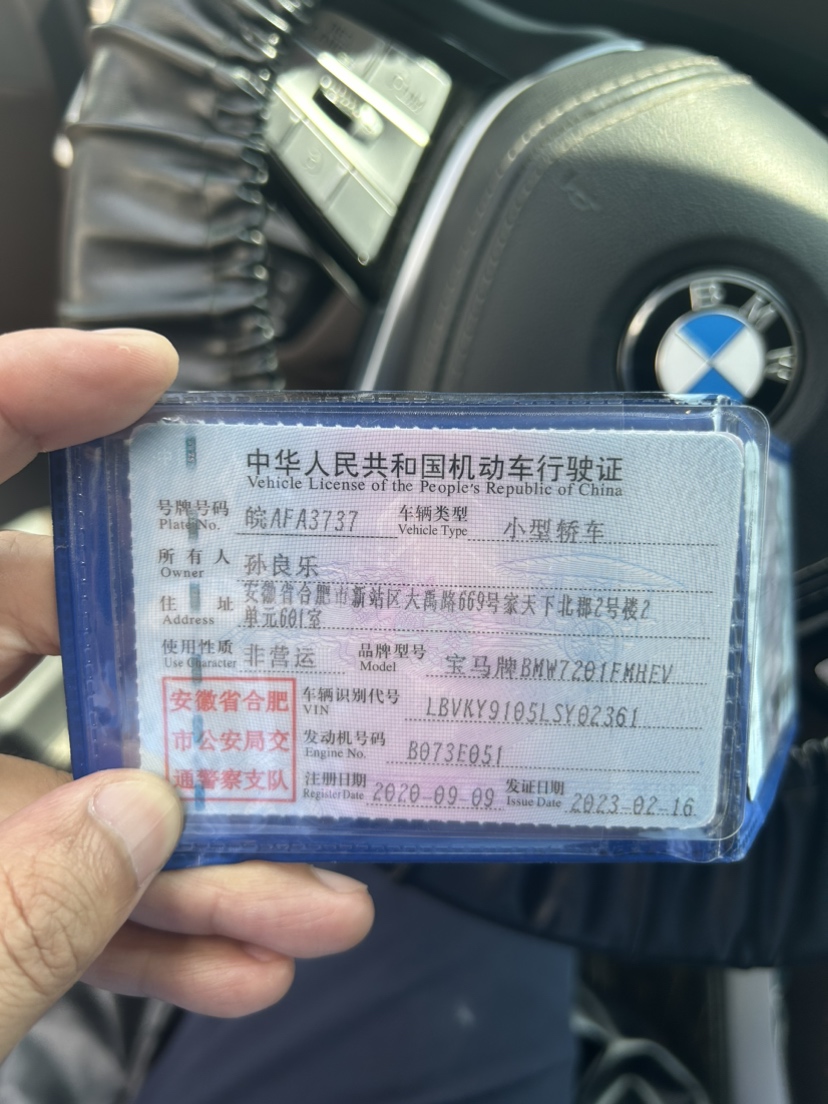 BMW
中华人民共和国机动车行驶证
Vehicle License of the People's Republic of China
号牌号码 皖AFA3737 车辆类型 小型轿车
Plate No. Vehicle Type
所有人 孙良乐
Owner
住址 安徽省合肥市新站区大禹路669号家天下北郡2号楼2
Address 单元601室
使用性质 非营运 品牌型号 宝马牌BMW7201FMHEV
Use Character Model
安徽省合肥
市公安局交
通警察支队
车辆识别代号 LBVKY9105LSY02361
VIN
发动机号码 B073E051
Engine No.
注册日期 2020-09-09 发证日期 2023-02-16
Register Date Issue Date